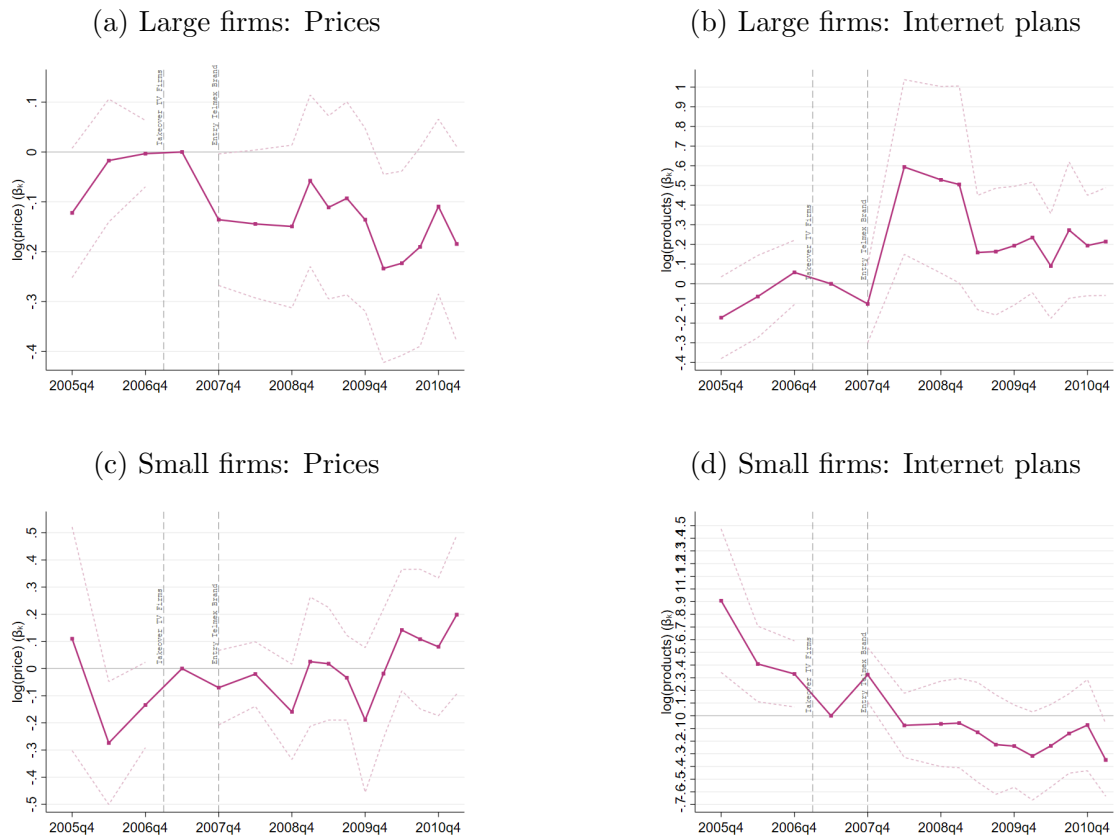 (a) Large firms: Prices
(b) Large firms: Internet plans
log(price) (βₖ)
.1
0
-.1
-.2
-.3
-.4
Takeover TV Firms
Entry Telmex Brand
2005q4 2006q4 2007q4 2008q4 2009q4 2010q4
log(products) (βₖ)
1
.9
.8
.7
.6
.5
.4
.3
.2
.1
0
-.1
-.2
-.3
-.4
Takeover TV Firms
Entry Telmex Brand
2005q4 2006q4 2007q4 2008q4 2009q4 2010q4
(c) Small firms: Prices
(d) Small firms: Internet plans
log(price) (βₖ)
.5
.4
.3
.2
.1
0
-.1
-.2
-.3
-.4
-.5
Takeover TV Firms
Entry Telmex Brand
2005q4 2006q4 2007q4 2008q4 2009q4 2010q4
log(products) (βₖ)
Takeover TV Firms
Entry Telmex Brand
2005q4 2006q4 2007q4 2008q4 2009q4 2010q4